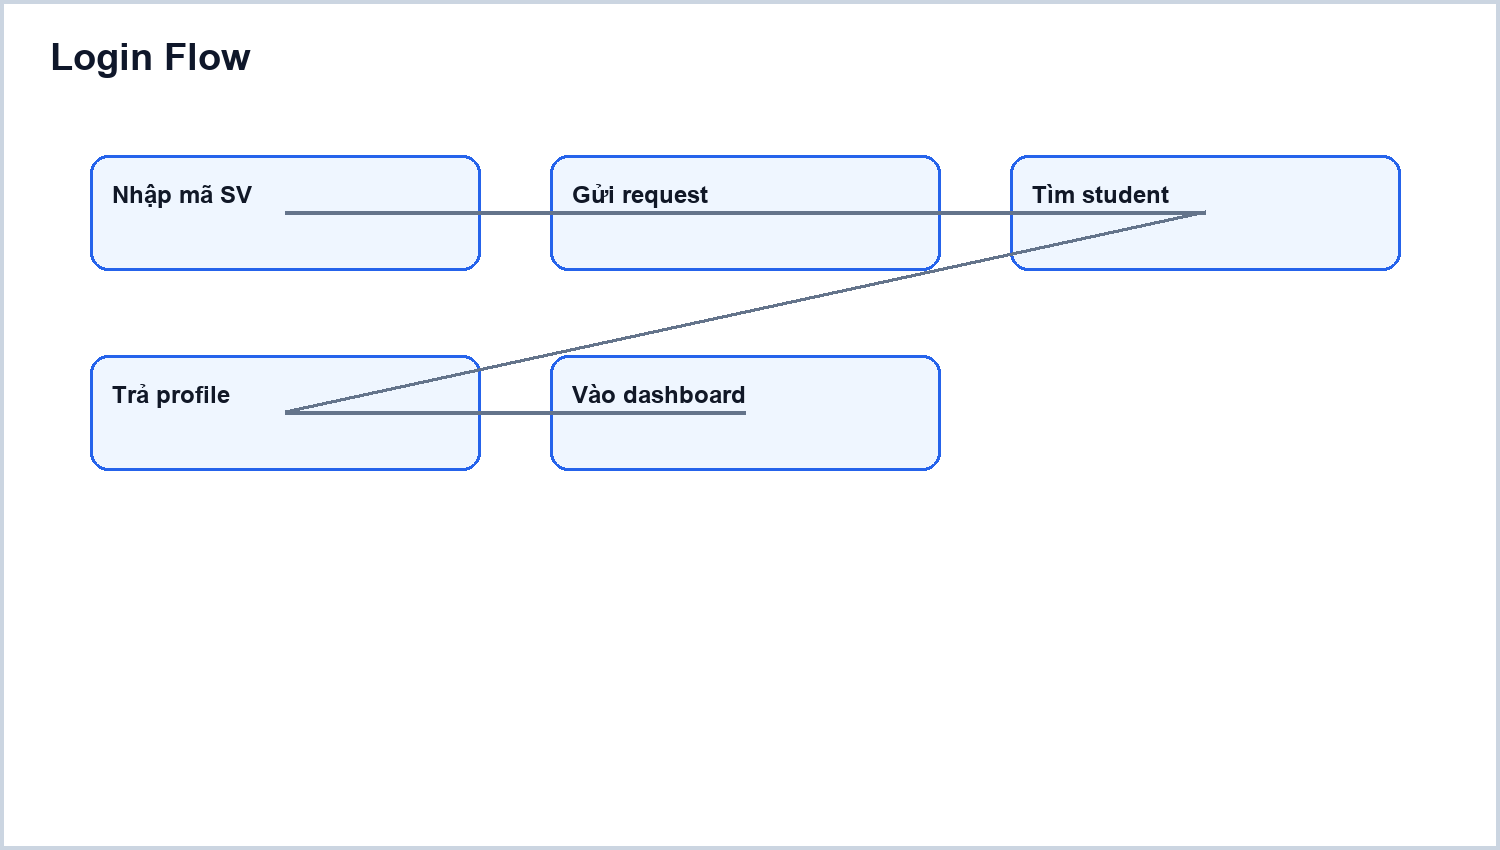 Login Flow
Nhập mã SV
Gửi request
Tìm student
Trả profile
Vào dashboard